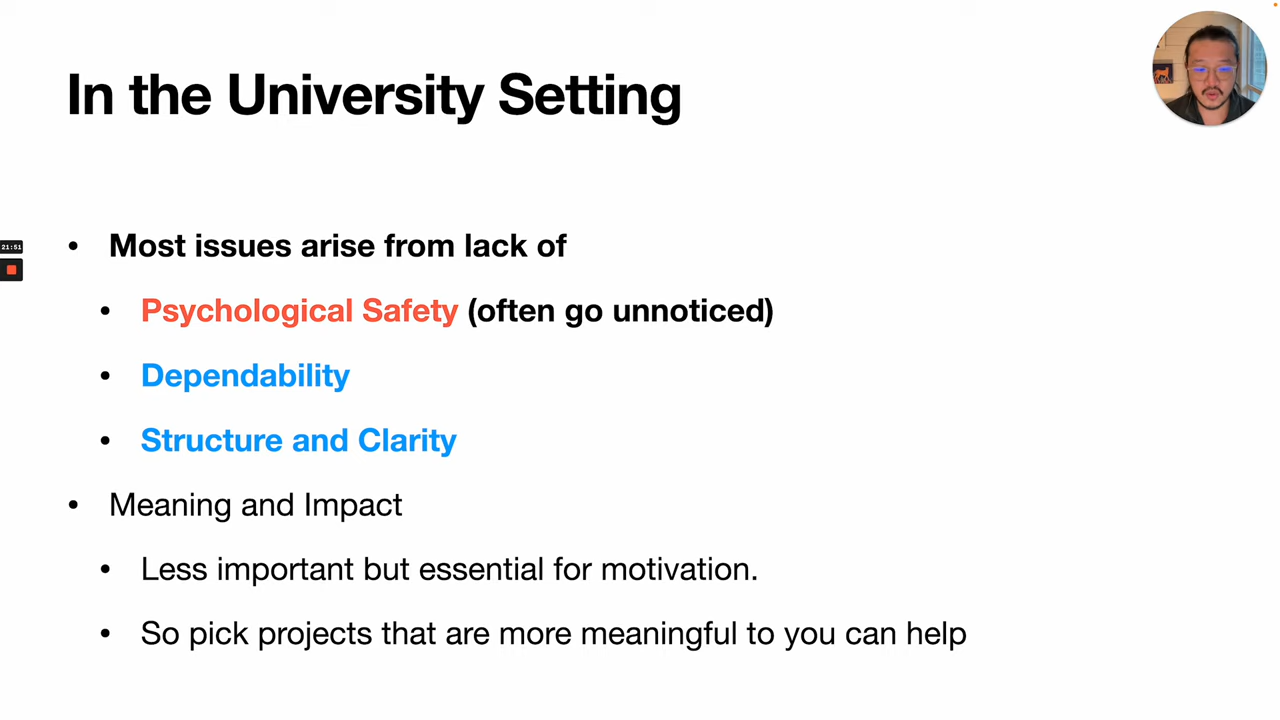 In the University Setting
21:51
• Most issues arise from lack of
• Psychological Safety (often go unnoticed)
• Dependability
• Structure and Clarity
• Meaning and Impact
• Less important but essential for motivation.
• So pick projects that are more meaningful to you can help